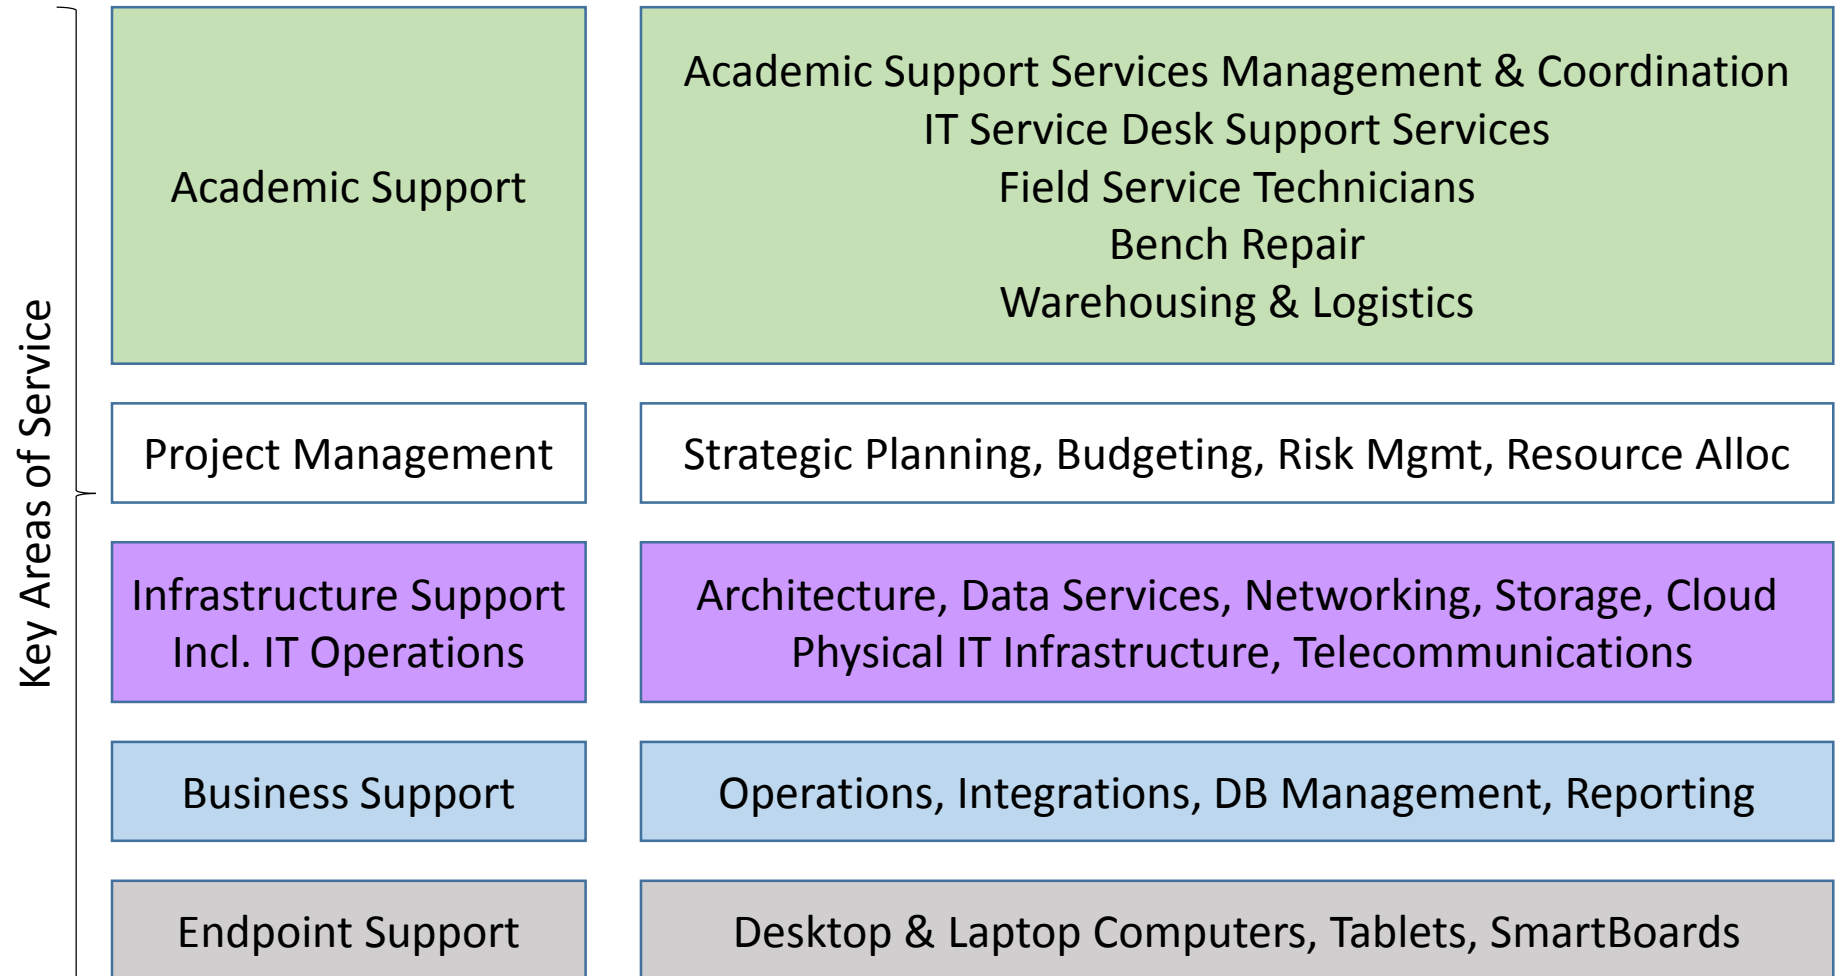 Key Areas of Service
Academic Support
Academic Support Services Management & Coordination
IT Service Desk Support Services
Field Service Technicians
Bench Repair
Warehousing & Logistics
Project Management
Strategic Planning, Budgeting, Risk Mgmt, Resource Alloc
Infrastructure Support
Incl. IT Operations
Architecture, Data Services, Networking, Storage, Cloud
Physical IT Infrastructure, Telecommunications
Business Support
Operations, Integrations, DB Management, Reporting
Endpoint Support
Desktop & Laptop Computers, Tablets, SmartBoards